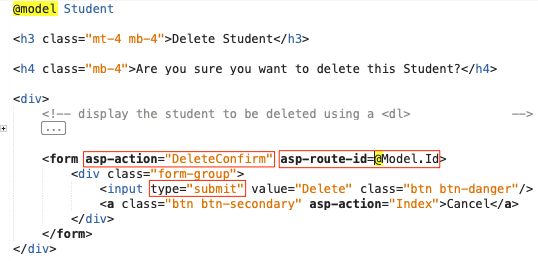 @model Student
<h3 class="mt-4 mb-4">Delete Student</h3>
<h4 class="mb-4">Are you sure you want to delete this Student?</h4>
<div>
<!-- display the student to be deleted using a <dl> -->
...
<form asp-action="DeleteConfirm" asp-route-id=@Model.Id>
<div class="form-group">
<input type="submit" value="Delete" class="btn btn-danger"/>
<a class="btn btn-secondary" asp-action="Index">Cancel</a>
</div>
</form>
</div>